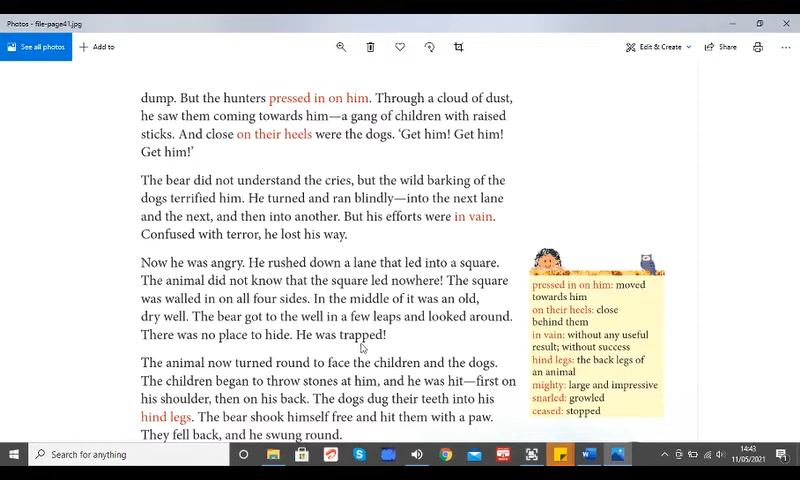 Photos - file-page41.jpg
See all photos
Add to
Edit & Create
Share
dump. But the hunters pressed in on him. Through a cloud of dust,
he saw them coming towards him—a gang of children with raised
sticks. And close on their heels were the dogs. ‘Get him! Get him!
Get him!’
The bear did not understand the cries, but the wild barking of the
dogs terrified him. He turned and ran blindly—into the next lane
and the next, and then into another. But his efforts were in vain.
Confused with terror, he lost his way.
Now he was angry. He rushed down a lane that led into a square.
The animal did not know that the square led nowhere! The square
was walled in on all four sides. In the middle of it was an old,
dry well. The bear got to the well in a few leaps and looked around.
There was no place to hide. He was trapped!
The animal now turned round to face the children and the dogs.
The children began to throw stones at him, and he was hit—first on
his shoulder, then on his back. The dogs dug their teeth into his
hind legs. The bear shook himself free and hit them with a paw.
They fell back, and he swung round.
pressed in on him: moved
towards him
on their heels: close
behind them
in vain: without any useful
result; without success
hind legs: the back legs of
an animal
mighty: large and impressive
snarled: growled
ceased: stopped
Search for anything
14:43
11/05/2021